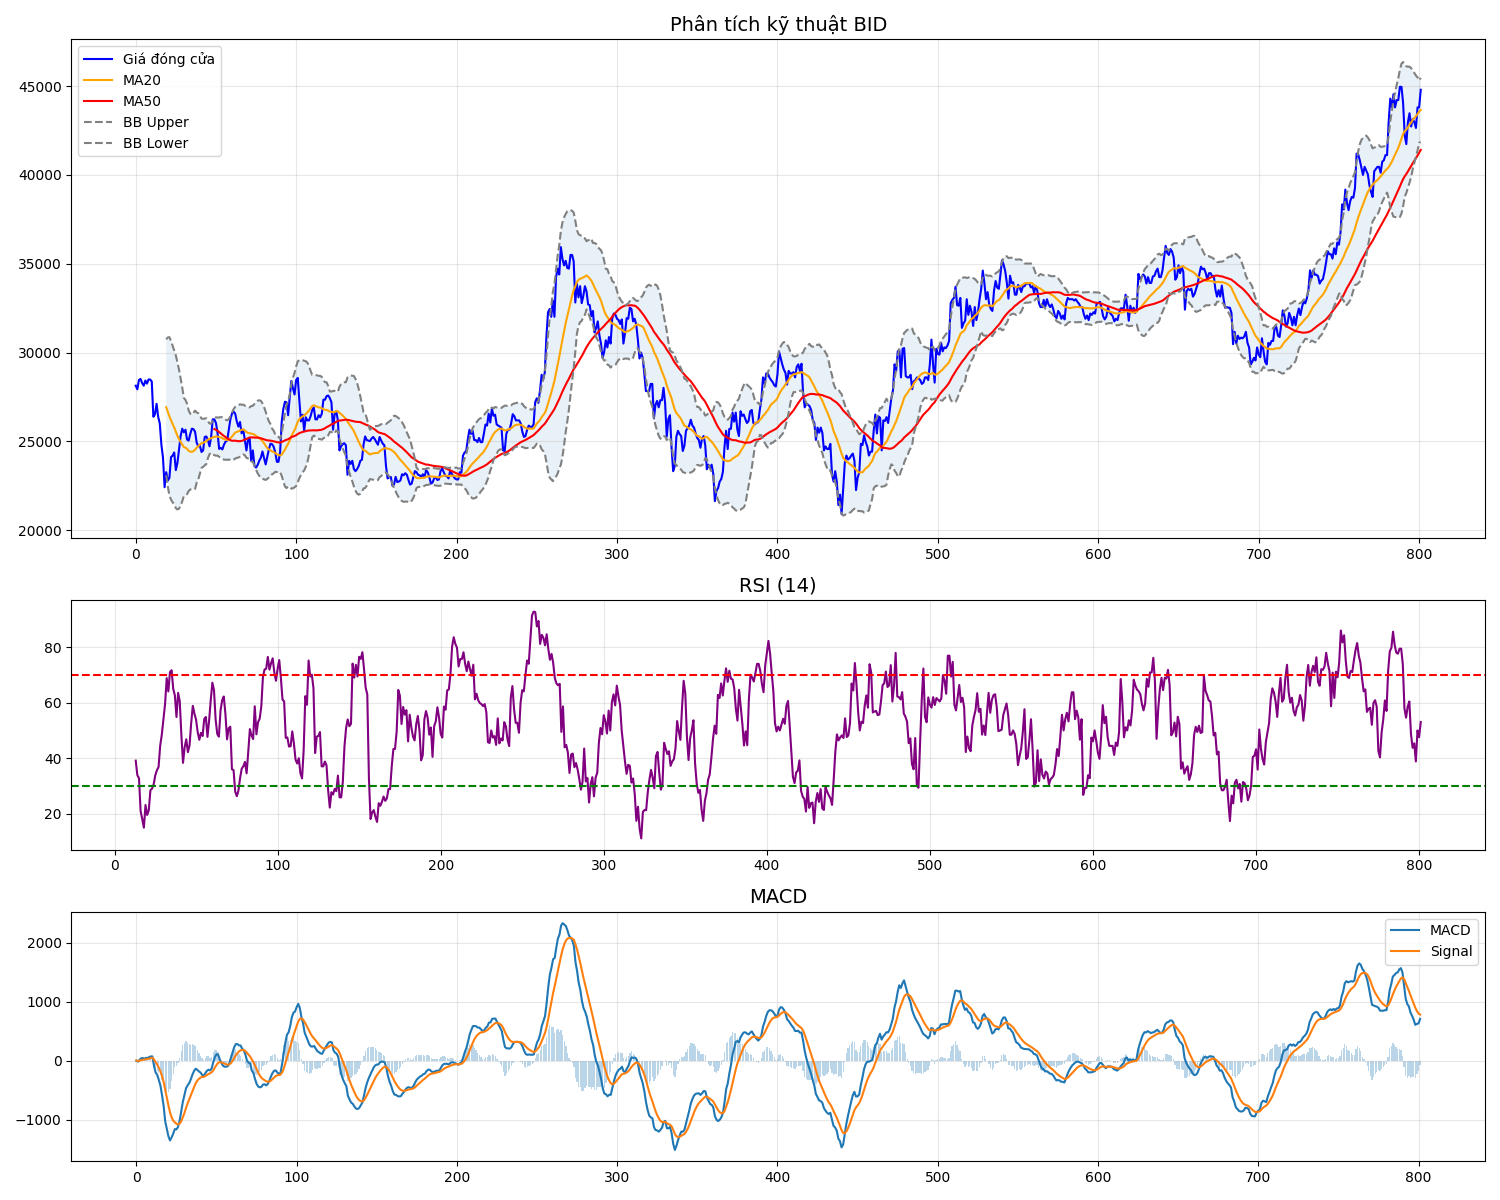 Phân tích kỹ thuật BID
Giá đóng cửa
MA20
MA50
BB Upper
BB Lower
45000
40000
35000
30000
25000
20000
0 100 200 300 400 500 600 700 800
RSI (14)
80
60
40
20
0 100 200 300 400 500 600 700 800
MACD
MACD
Signal
2000
1000
0
−1000
0 100 200 300 400 500 600 700 800